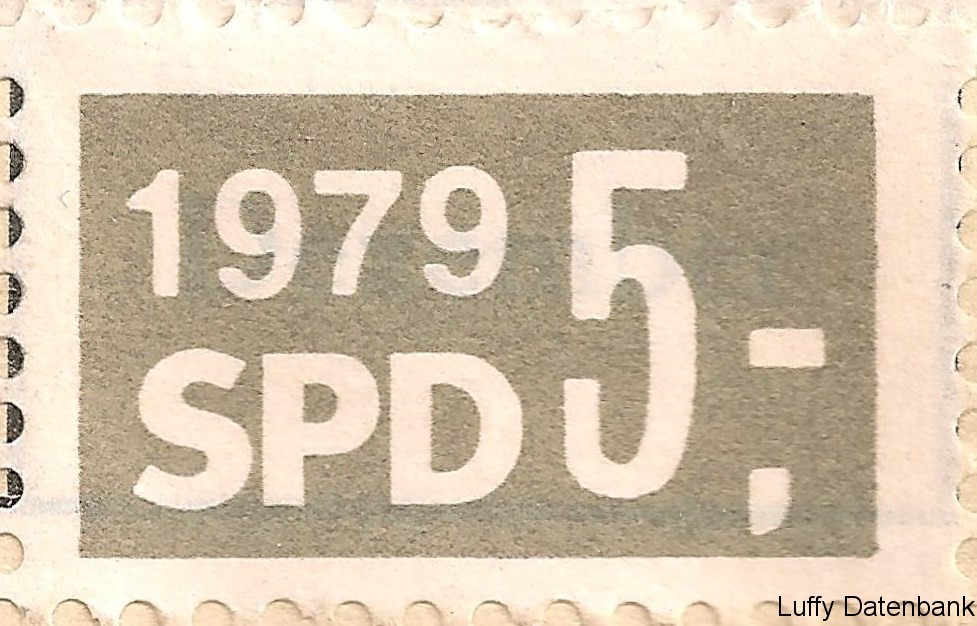 1979 5,-
SPD
Luffy Datenbank